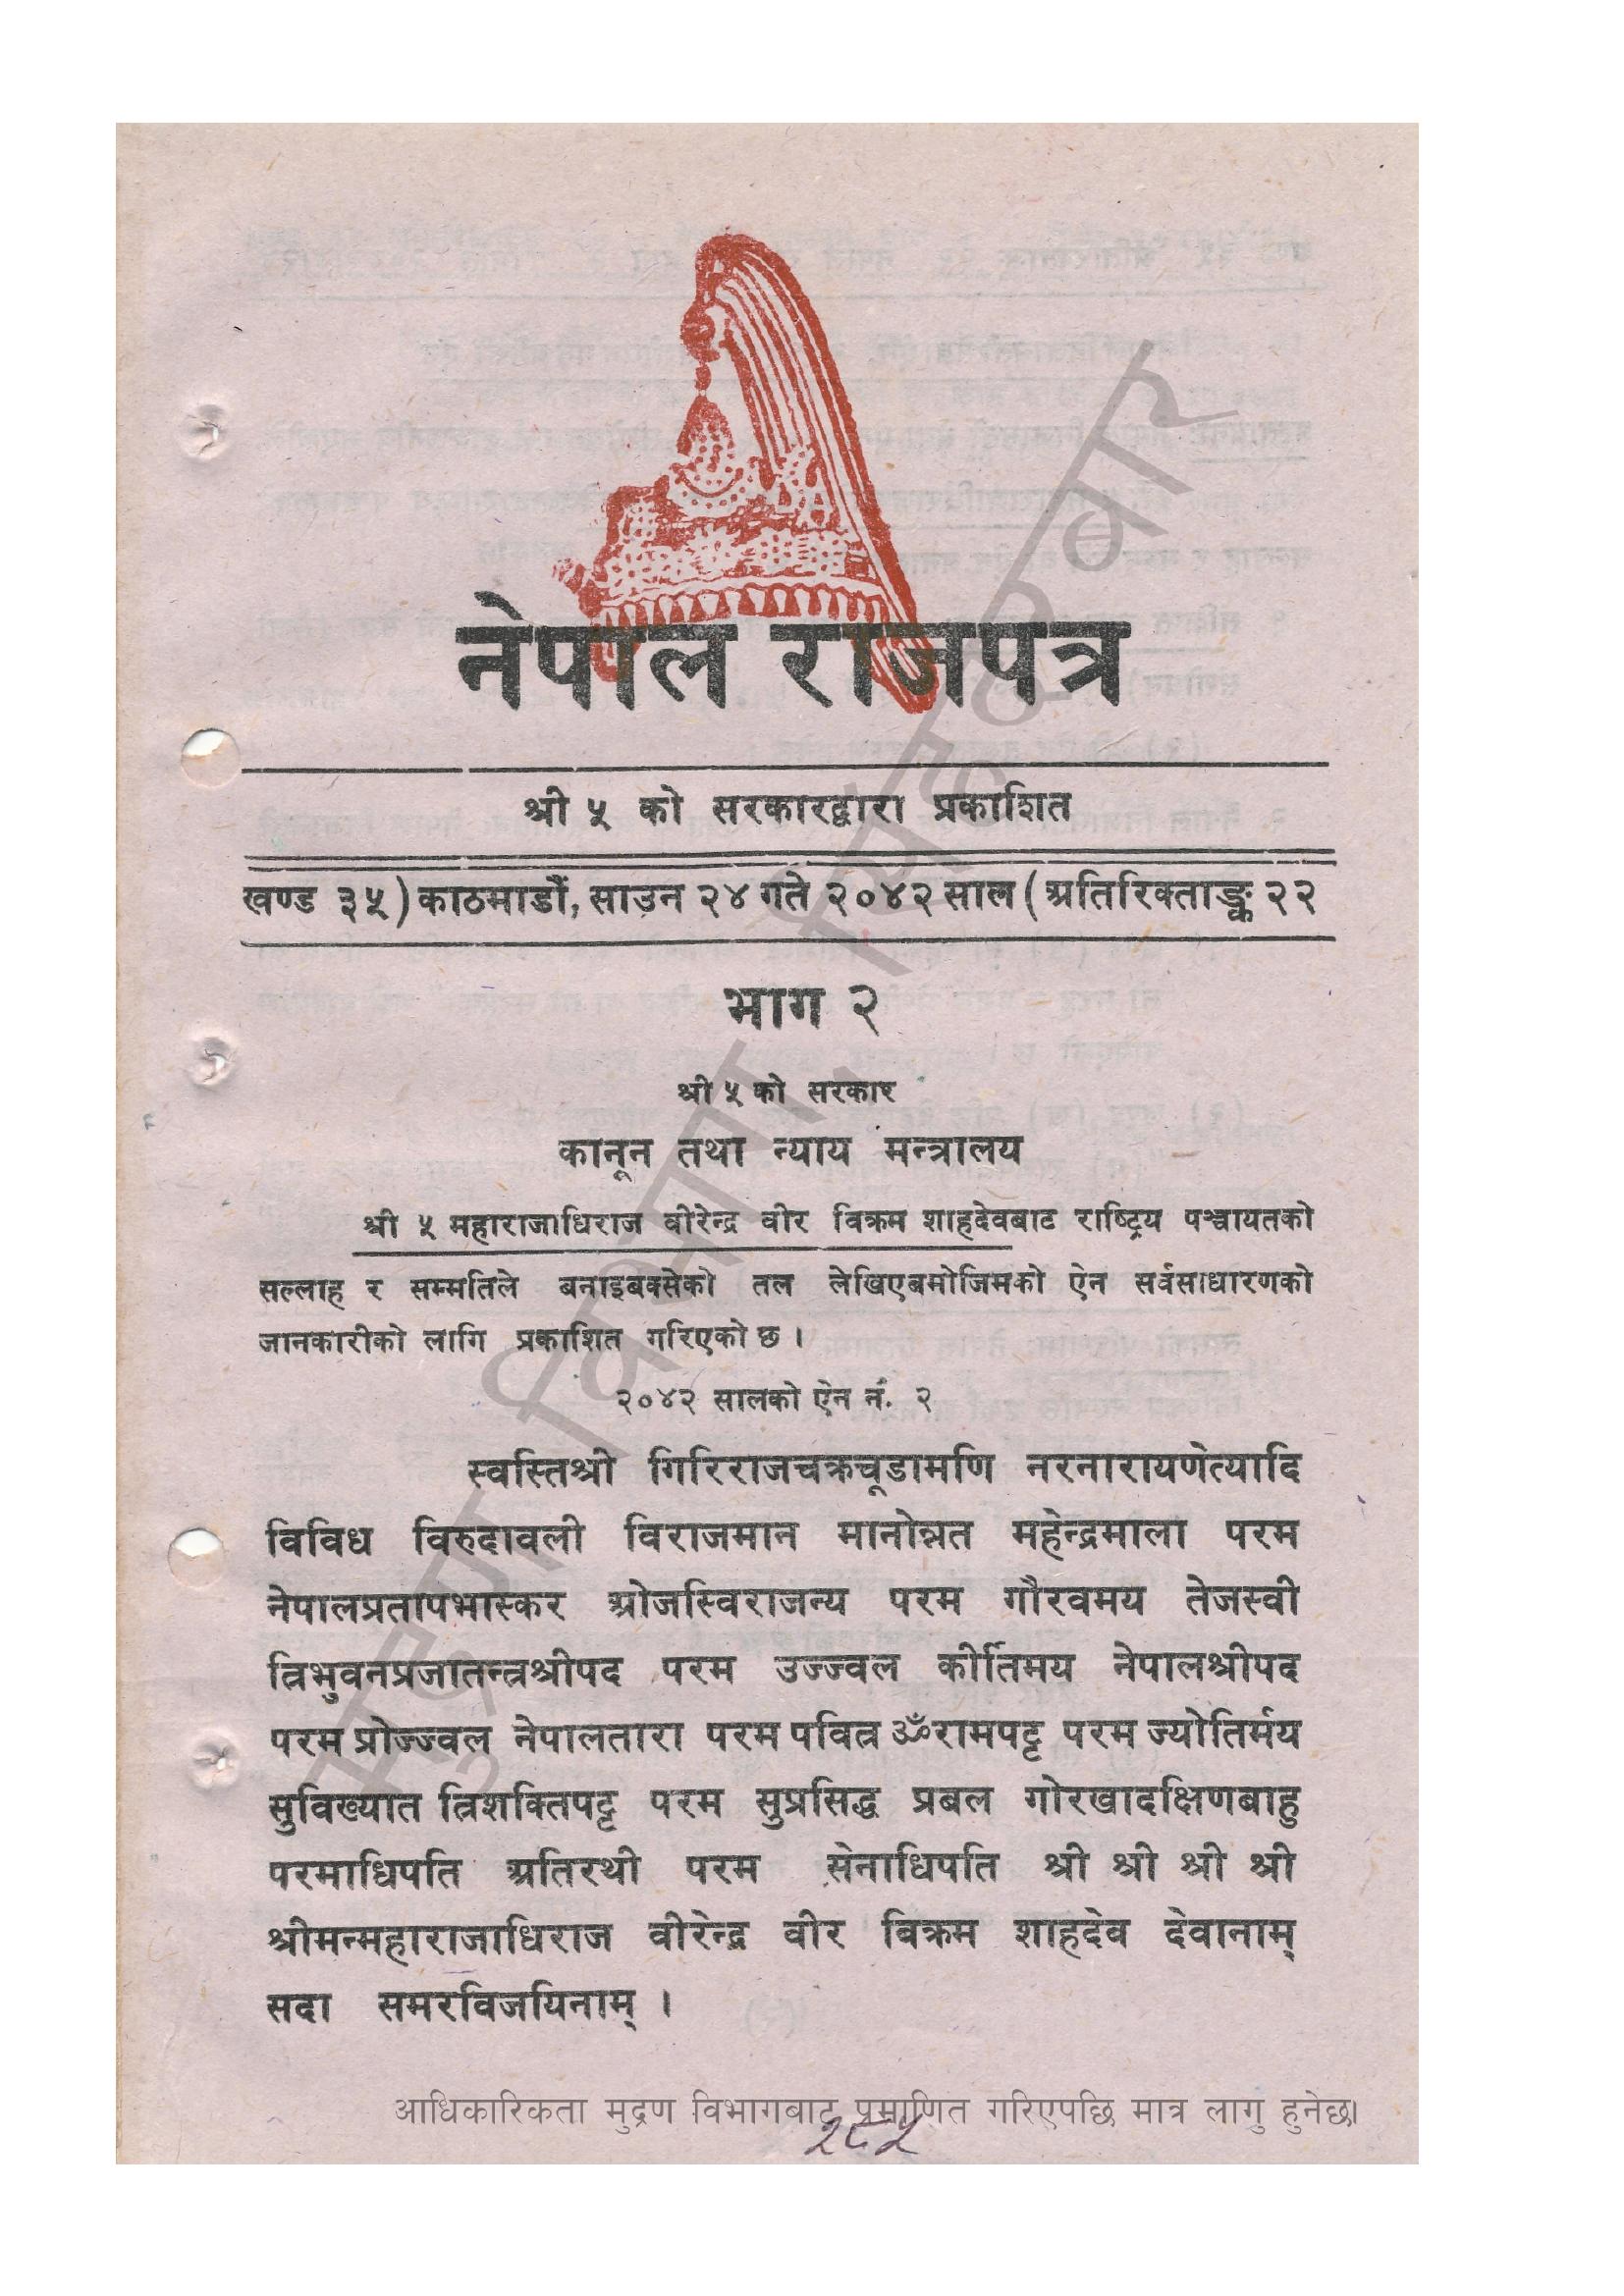 नेपाल राजपत्र
श्री ५ को सरकारद्वारा प्रकाशित
खण्ड ३५) काठमाडौं, साउन २४ गते २०४२ साल ( अतिरिक्ताङ्क २२
भाग २
श्री ५ को सरकार
कानून तथा न्याय मन्त्रालय
श्री ५ महाराजाधिराज वीरेन्द्र वीर विक्रम शाहदेवबाट राष्ट्रिय पञ्चायतको
सल्लाह र सम्मतिले बनाइबक्सेको तल लेखिएबमोजिमको ऐन सर्वसाधारणको
जानकारीको लागि प्रकाशित गरिएको छ ।
२०४२ सालको ऐन नं. २
स्वस्तिश्री गिरिराजचक्रचूडामणि नरनारायणेत्यादि
विविध विरुदावली विराजमान मानोन्नत महेन्द्रमाला परम
नेपालप्रतापभास्कर ओजस्विराजन्य परम गौरवमय तेजस्वी
त्रिभुवनप्रजातन्त्रश्रीपद परम उज्ज्वल कीर्तिमय नेपालश्रीपद
परम प्रोज्ज्वल नेपालतारा परम पवित्र ॐरामपट्ट परम ज्योतिर्मय
सुविख्यात त्रिशक्तिपट्ट परम सुप्रसिद्ध प्रबल गोरखादक्षिणबाहु
परमाधिपति अतिरथी परम सेनाधिपति श्री श्री श्री श्री
श्रीमन्महाराजाधिराज वीरेन्द्र वीर विक्रम शाहदेव देवानाम्
सदा समरविजयिनाम् ।
मुद्रण विभाग, सिंहदरबार
आधिकारिकता मुद्रण विभागबाट प्रमाणित गरिएपछि मात्र लागु हुनेछ।
२८५